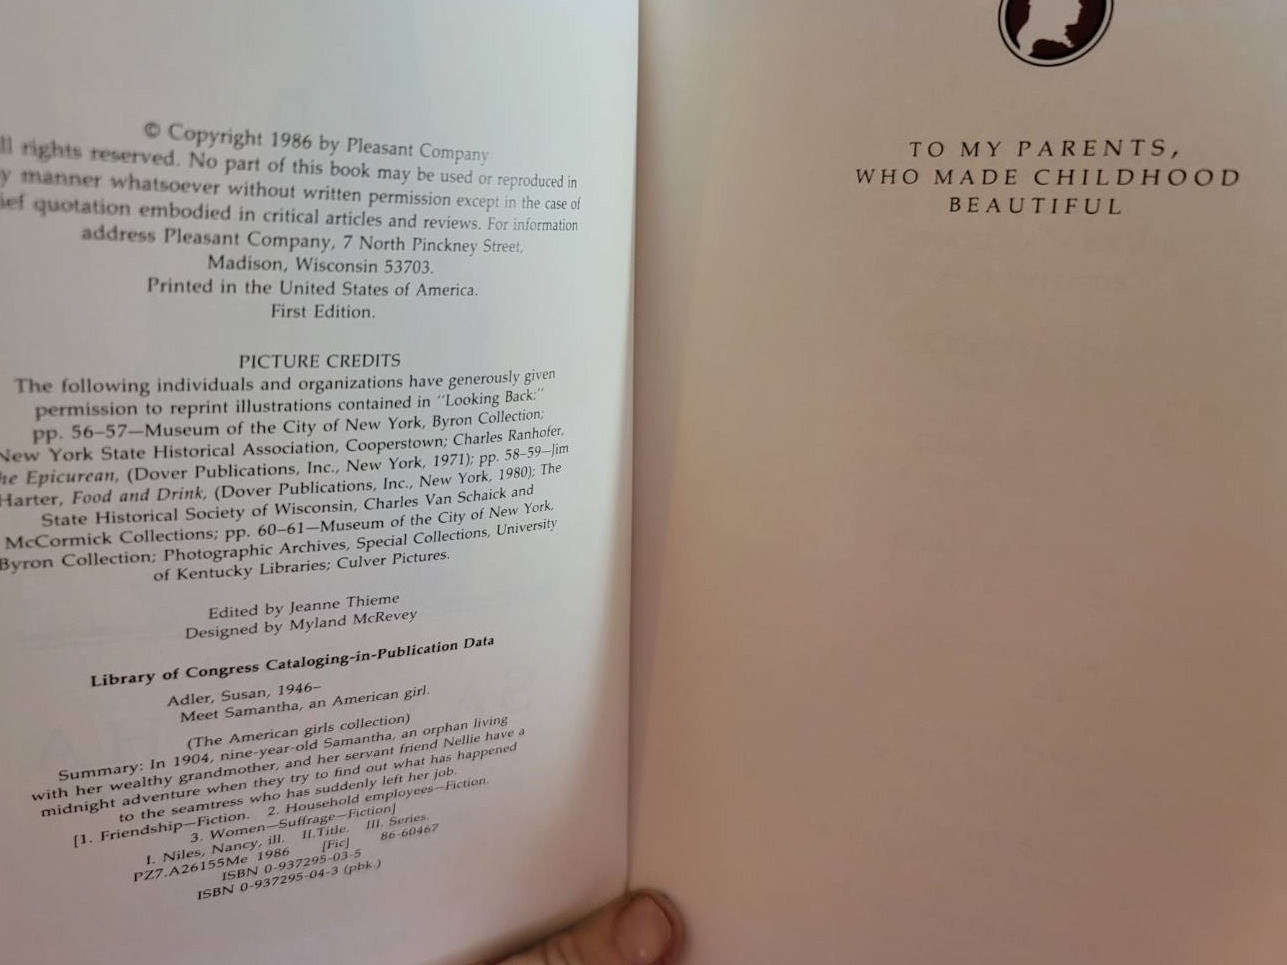 © Copyright 1986 by Pleasant Company
ll rights reserved. No part of this book may be used or reproduced in
y manner whatsoever without written permission except in the case of
ief quotation embodied in critical articles and reviews. For information
address Pleasant Company, 7 North Pinckney Street,
Madison, Wisconsin 53703.
Printed in the United States of America.
First Edition.
PICTURE CREDITS
The following individuals and organizations have generously given
permission to reprint illustrations contained in "Looking Back:"
pp. 56–57—Museum of the City of New York, Byron Collection;
New York State Historical Association, Cooperstown; Charles Ranhofer,
he Epicurean, (Dover Publications, Inc., New York, 1971); pp. 58-59—Jim
Harter, Food and Drink, (Dover Publications, Inc., New York, 1980); The
State Historical Society of Wisconsin, Charles Van Schaick and
McCormick Collections; pp. 60–61—Museum of the City of New York,
Byron Collection; Photographic Archives, Special Collections, University
of Kentucky Libraries; Culver Pictures.
Edited by Jeanne Thieme
Designed by Myland McRevey
Library of Congress Cataloging-in-Publication Data
Adler, Susan, 1946–
Meet Samantha, an American girl.
(The American girls collection)
Summary: In 1904, nine-year-old Samantha, an orphan living
with her wealthy grandmother, and her servant friend Nellie have a
midnight adventure when they try to find out what has happened
to the seamtress who has suddenly left her job.
[1. Friendship—Fiction. 2. Household employees—Fiction.
3. Women—Suffrage—Fiction]
I. Niles, Nancy, ill. II.Title. III. Series.
PZ7.A26155Me 1986 [Fic] 86-60467
ISBN 0-937295-03-5
ISBN 0-937295-04-3 (pbk.)
TO MY PARENTS,
WHO MADE CHILDHOOD
BEAUTIFUL